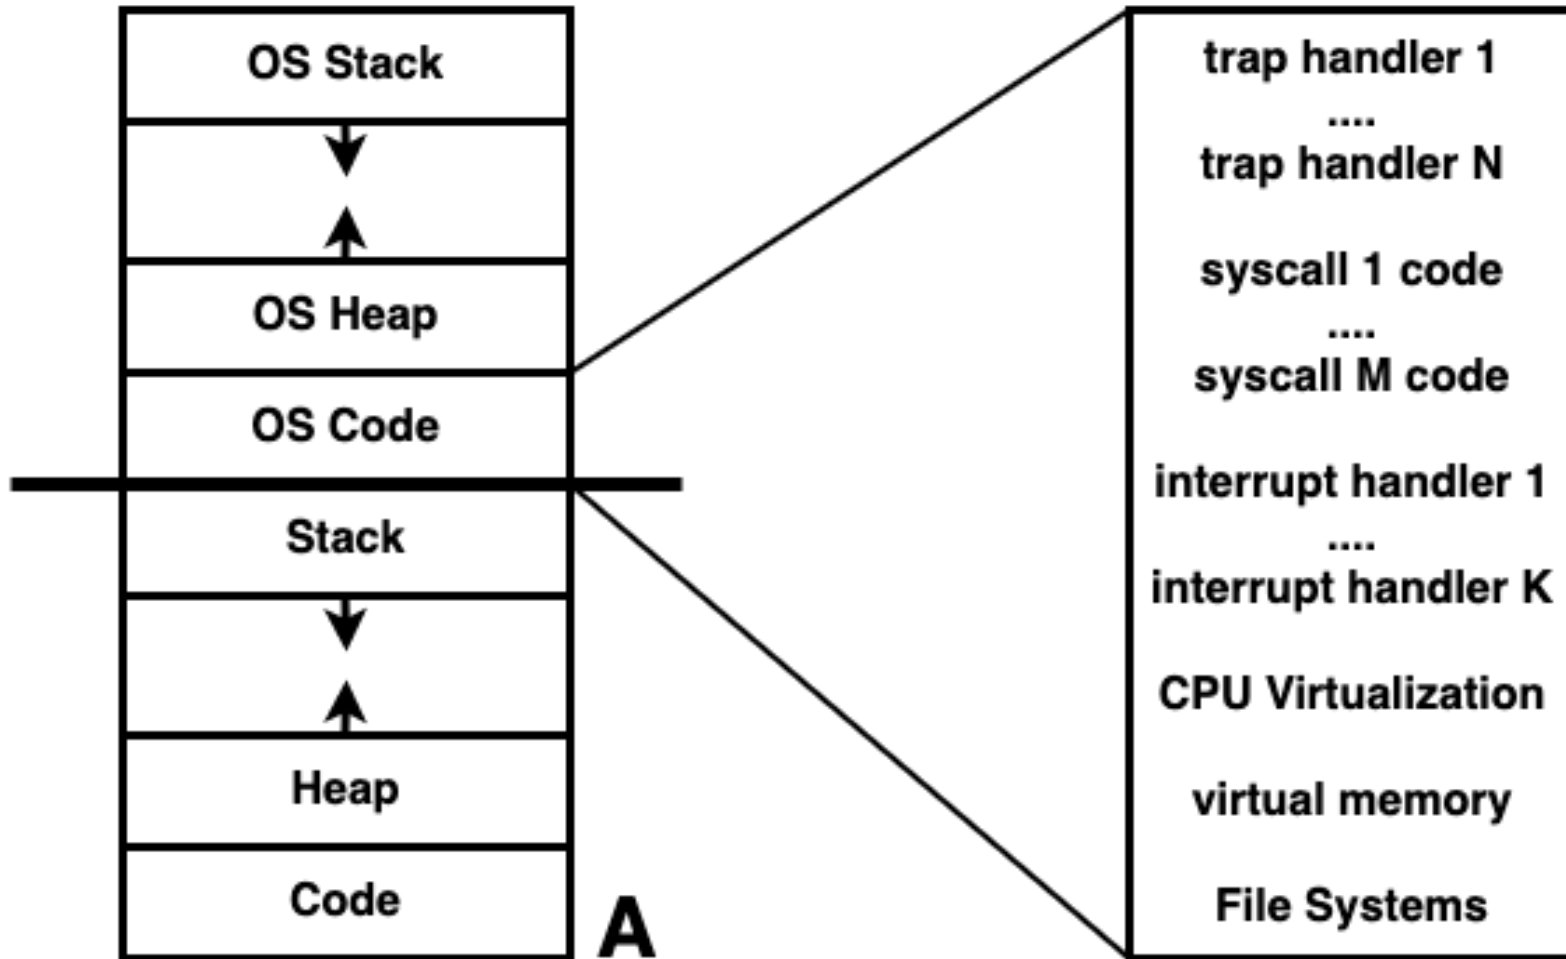 OS Stack
OS Heap
OS Code
Stack
Heap
Code
A
trap handler 1
....
trap handler N
syscall 1 code
....
syscall M code
interrupt handler 1
....
interrupt handler K
CPU Virtualization
virtual memory
File Systems